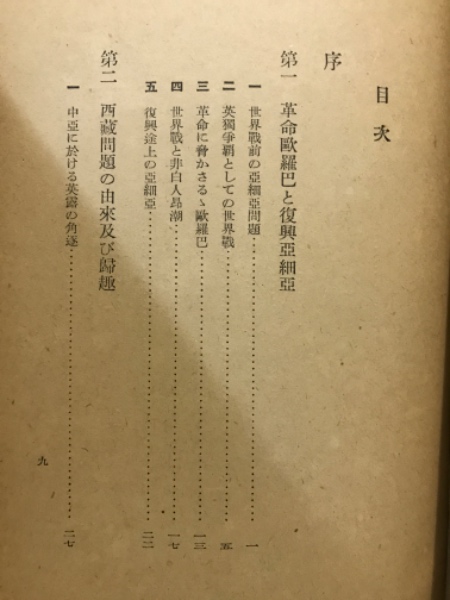 目次
序
第一 革命歐羅巴と復興亞細亞
一 世界戰前の亞細亞問題……一
二 英獨爭覇としての世界戰……五
三 革命に脅かさるゝ歐羅巴……一三
四 世界戰と非白人昂潮……一七
五 復興途上の亞細亞……二二
第二 西藏問題の由來及び歸趣
一 中亞に於ける英露の角逐……二七
九